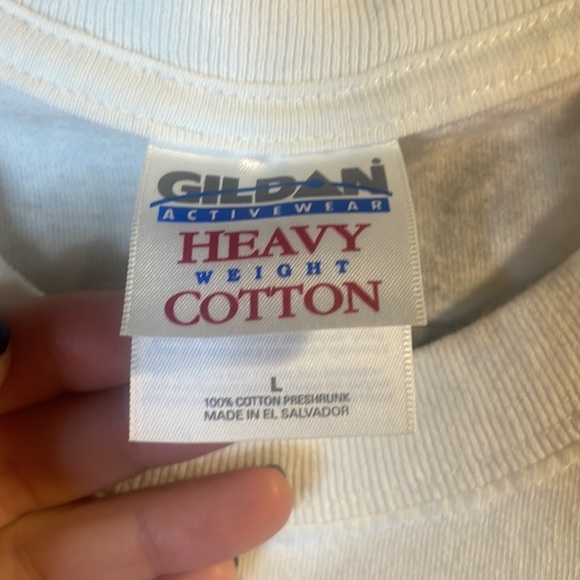 GILDAN
ACTIVEWEAR
HEAVY
WEIGHT
COTTON
L
100% COTTON PRESHRUNK
MADE IN EL SALVADOR